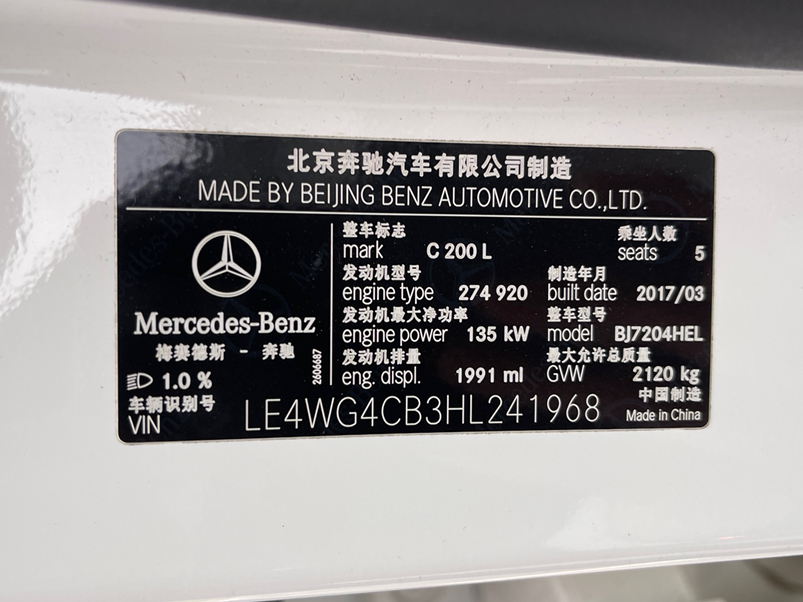 北京奔驰汽车有限公司制造
MADE BY BEIJING BENZ AUTOMOTIVE CO.,LTD.
Mercedes-Benz
梅赛德斯 - 奔驰
1.0 %
2606687
整车标志 乘坐人数
mark C 200 L seats 5
发动机型号 制造年月
engine type 274 920 built date 2017/03
发动机最大净功率 整车型号
engine power 135 kW model BJ7204HEL
发动机排量 最大允许总质量
eng. displ. 1991 ml GVW 2120 kg
车辆识别号 中国制造
VIN LE4WG4CB3HL241968 Made in China